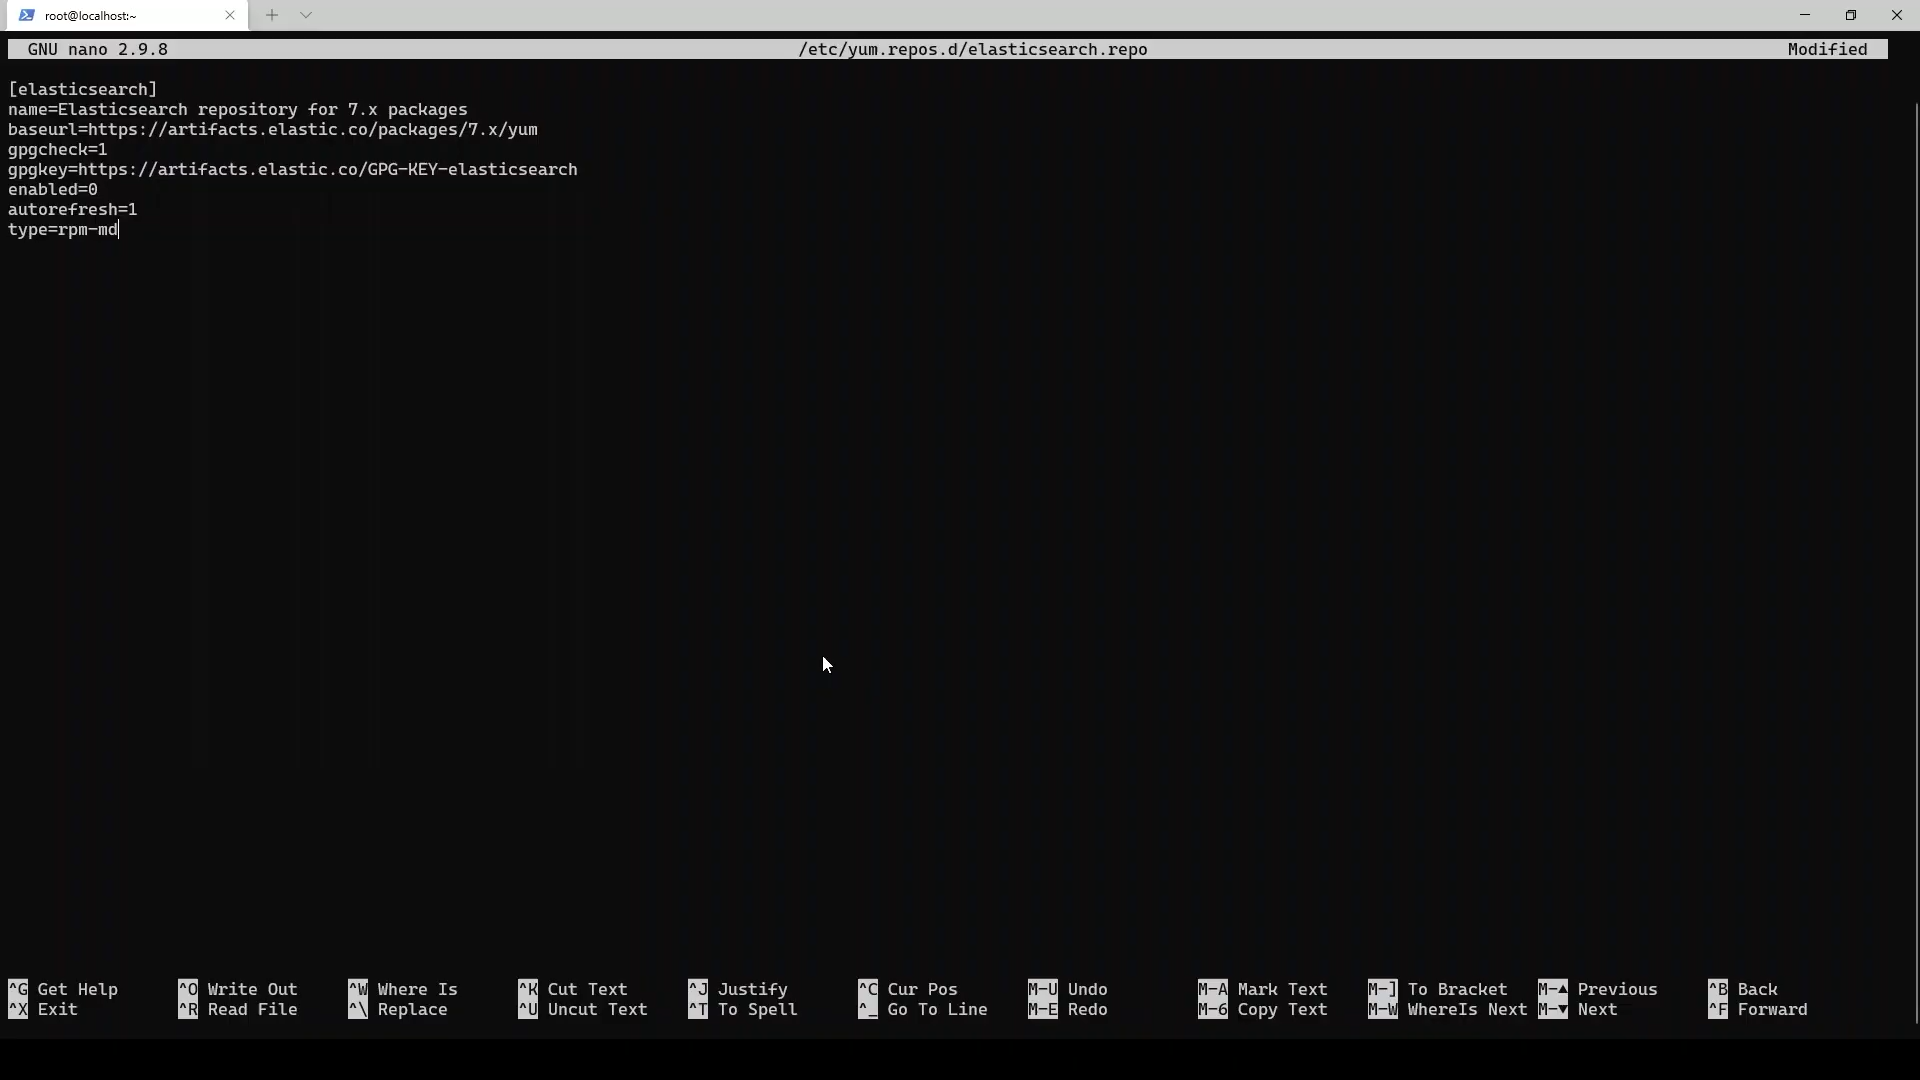 root@localhost:~
GNU nano 2.9.8 /etc/yum.repos.d/elasticsearch.repo Modified
[elasticsearch]
name=Elasticsearch repository for 7.x packages
baseurl=https://artifacts.elastic.co/packages/7.x/yum
gpgcheck=1
gpgkey=https://artifacts.elastic.co/GPG-KEY-elasticsearch
enabled=0
autorefresh=1
type=rpm-md
^G Get Help ^O Write Out ^W Where Is ^K Cut Text ^J Justify ^C Cur Pos M-U Undo M-A Mark Text M-] To Bracket M-▲ Previous ^B Back
^X Exit ^R Read File ^\ Replace ^U Uncut Text ^T To Spell ^_ Go To Line M-E Redo M-6 Copy Text M-W WhereIs Next M-▼ Next ^F Forward